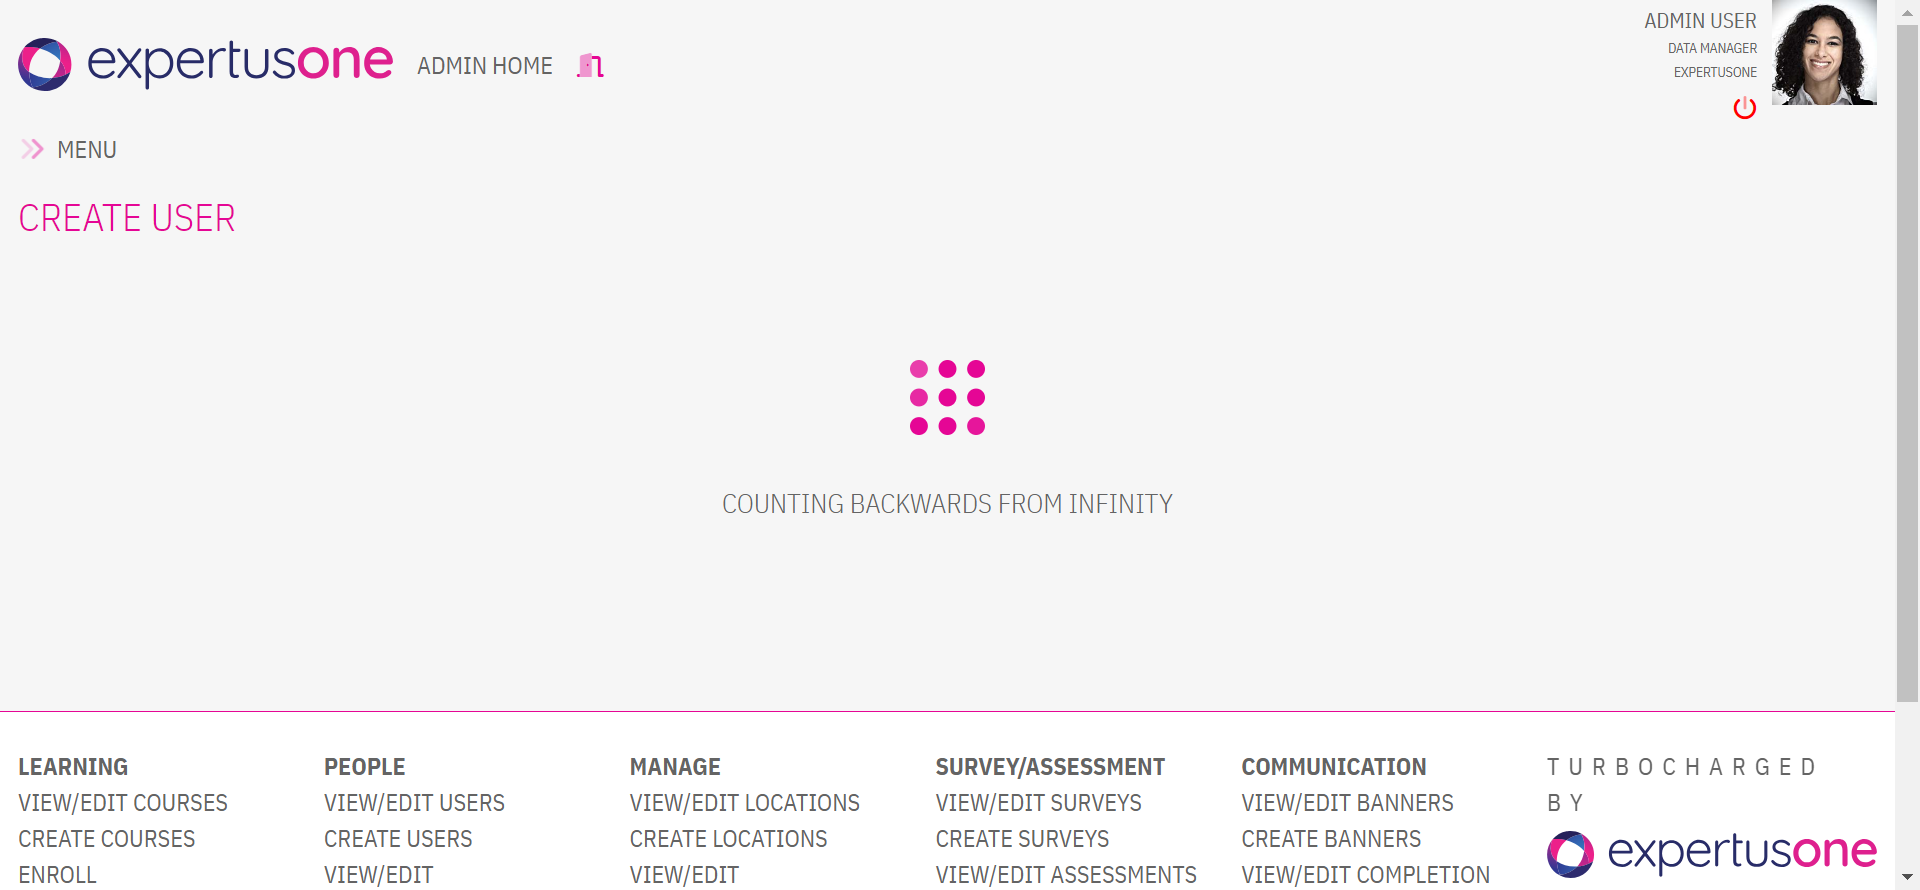 expertusone
ADMIN HOME
ADMIN USER
DATA MANAGER
EXPERTUSONE
MENU
CREATE USER
COUNTING BACKWARDS FROM INFINITY
LEARNING
VIEW/EDIT COURSES
CREATE COURSES
ENROLL
PEOPLE
VIEW/EDIT USERS
CREATE USERS
VIEW/EDIT
MANAGE
VIEW/EDIT LOCATIONS
CREATE LOCATIONS
VIEW/EDIT
SURVEY/ASSESSMENT
VIEW/EDIT SURVEYS
CREATE SURVEYS
VIEW/EDIT ASSESSMENTS
COMMUNICATION
VIEW/EDIT BANNERS
CREATE BANNERS
VIEW/EDIT COMPLETION
TURBOCHARGED
BY
expertusone